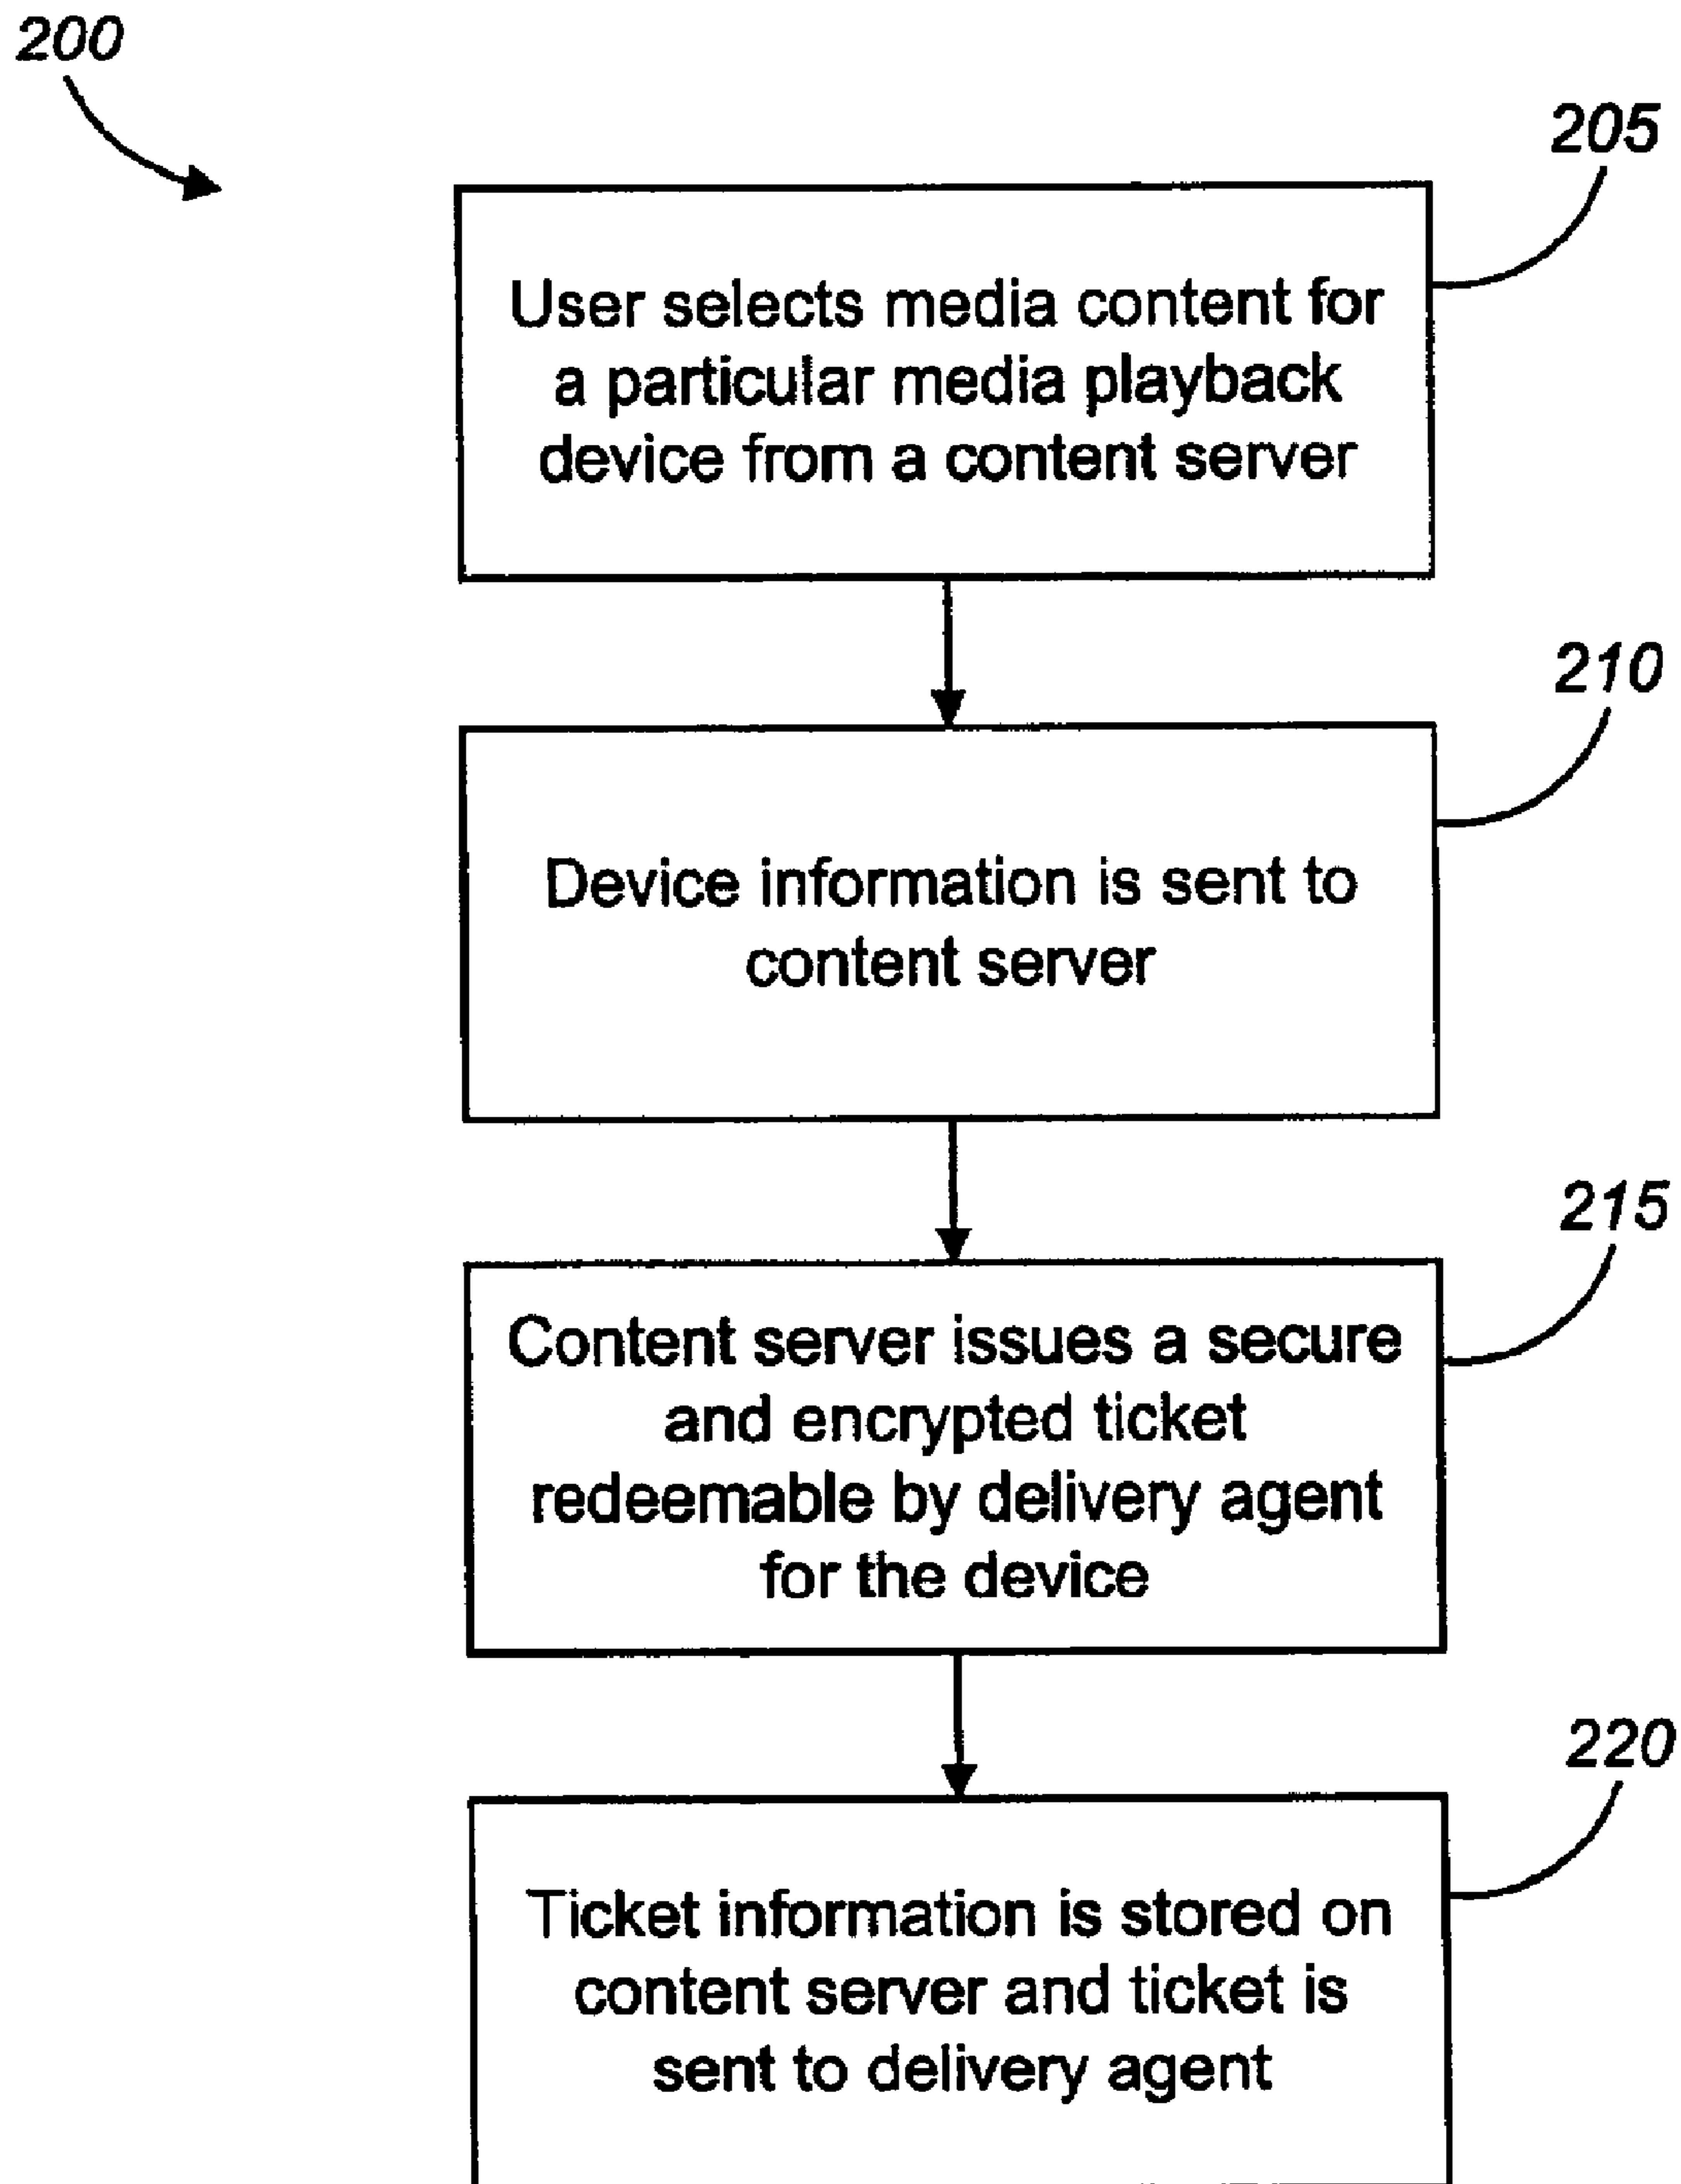 200
205
User selects media content for
a particular media playback
device from a content server
210
Device information is sent to
content server
215
Content server issues a secure
and encrypted ticket
redeemable by delivery agent
for the device
220
Ticket information is stored on
content server and ticket is
sent to delivery agent